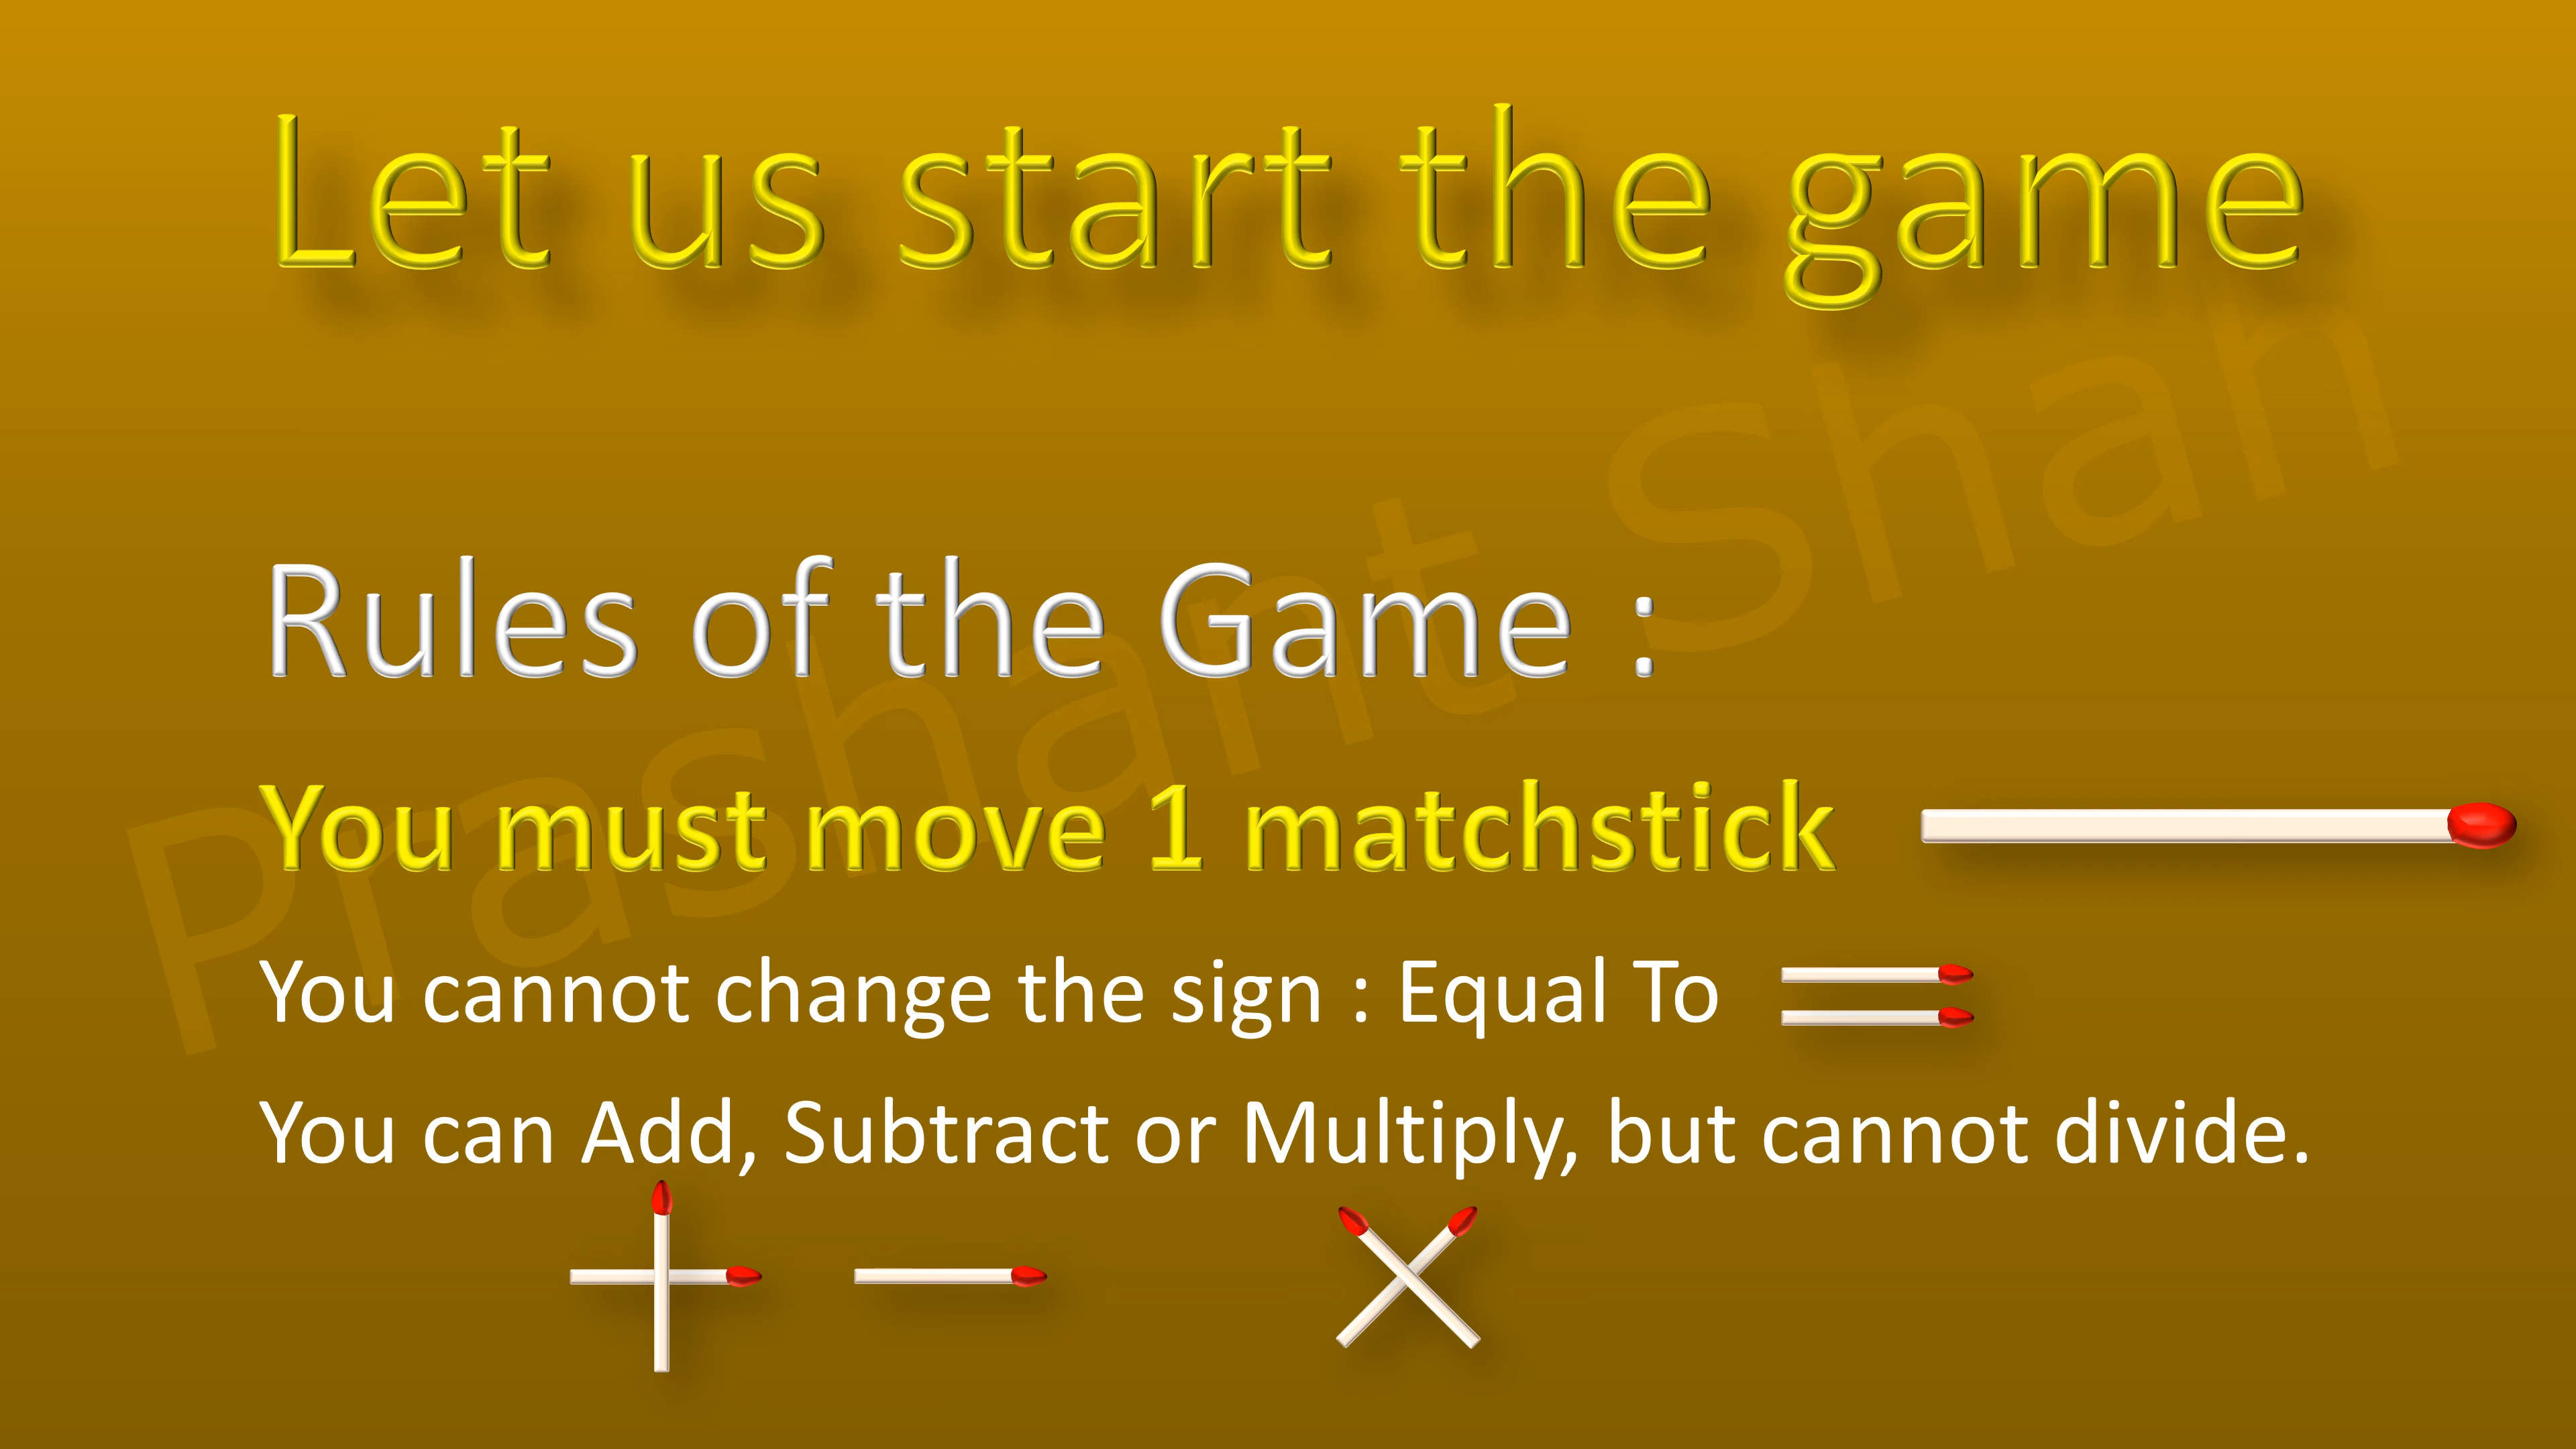 Let us start the game
Rules of the Game :
You must move 1 matchstick
You cannot change the sign : Equal To =
You can Add, Subtract or Multiply, but cannot divide.
+ - ×
Prashant Shan